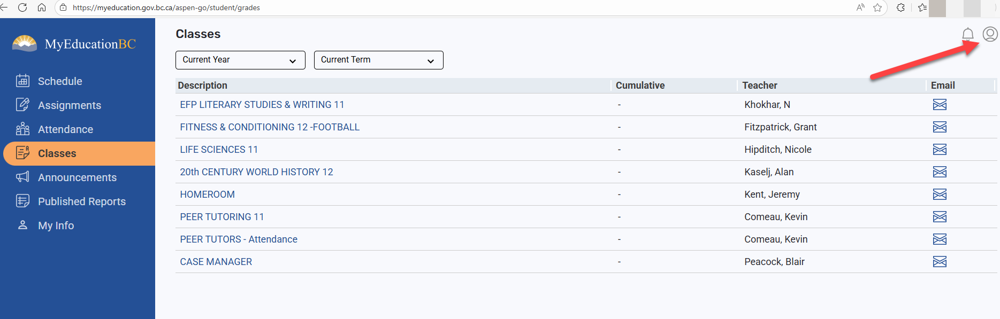 https://myeducation.gov.bc.ca/aspen-go/student/grades
MyEducationBC
Schedule
Assignments
Attendance
Classes
Announcements
Published Reports
My Info
Classes
Current Year
Current Term
Description Cumulative Teacher Email
EFP LITERARY STUDIES & WRITING 11 - Khokhar, N
FITNESS & CONDITIONING 12 -FOOTBALL - Fitzpatrick, Grant
LIFE SCIENCES 11 - Hipditch, Nicole
20th CENTURY WORLD HISTORY 12 - Kaselj, Alan
HOMEROOM - Kent, Jeremy
PEER TUTORING 11 - Comeau, Kevin
PEER TUTORS - Attendance - Comeau, Kevin
CASE MANAGER - Peacock, Blair